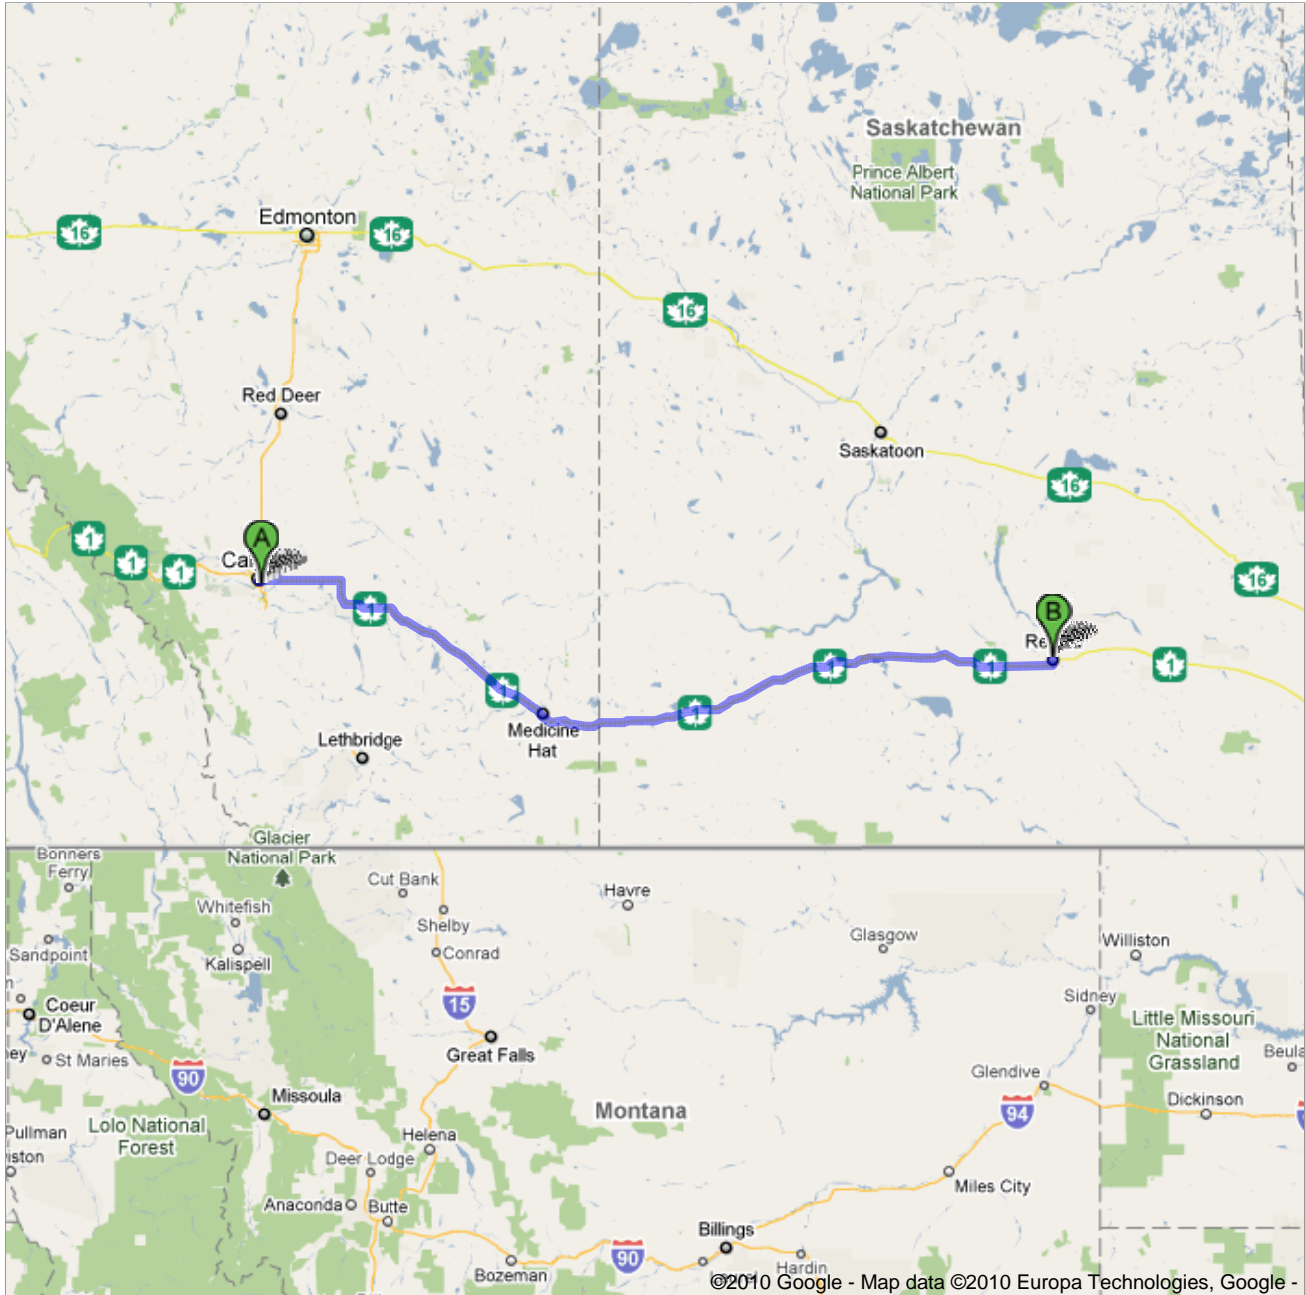 Saskatchewan
Prince Albert
National Park
Edmonton
16
16
16
Red Deer
Saskatoon
16
1
1
1
A
Ca
1
16
B
Re
1
1
1
1
1
Medicine
Hat
Lethbridge
Glacier
National Park
Bonners
Ferry
Cut Bank
Havre
Whitefish
Shelby
Glasgow
Williston
Sandpoint
Kalispell
Conrad
Sidney
Coeur
D'Alene
15
Little Missouri
National
Grassland
Great Falls
ey
St Maries
Beula
90
Glendive
Missoula
Montana
94
Dickinson
Lolo National
Forest
Pullman
iston
Helena
Deer Lodge
Miles City
Anaconda
Butte
Billings
90
Bozeman
Hardin
©2010 Google - Map data ©2010 Europa Technologies, Google -